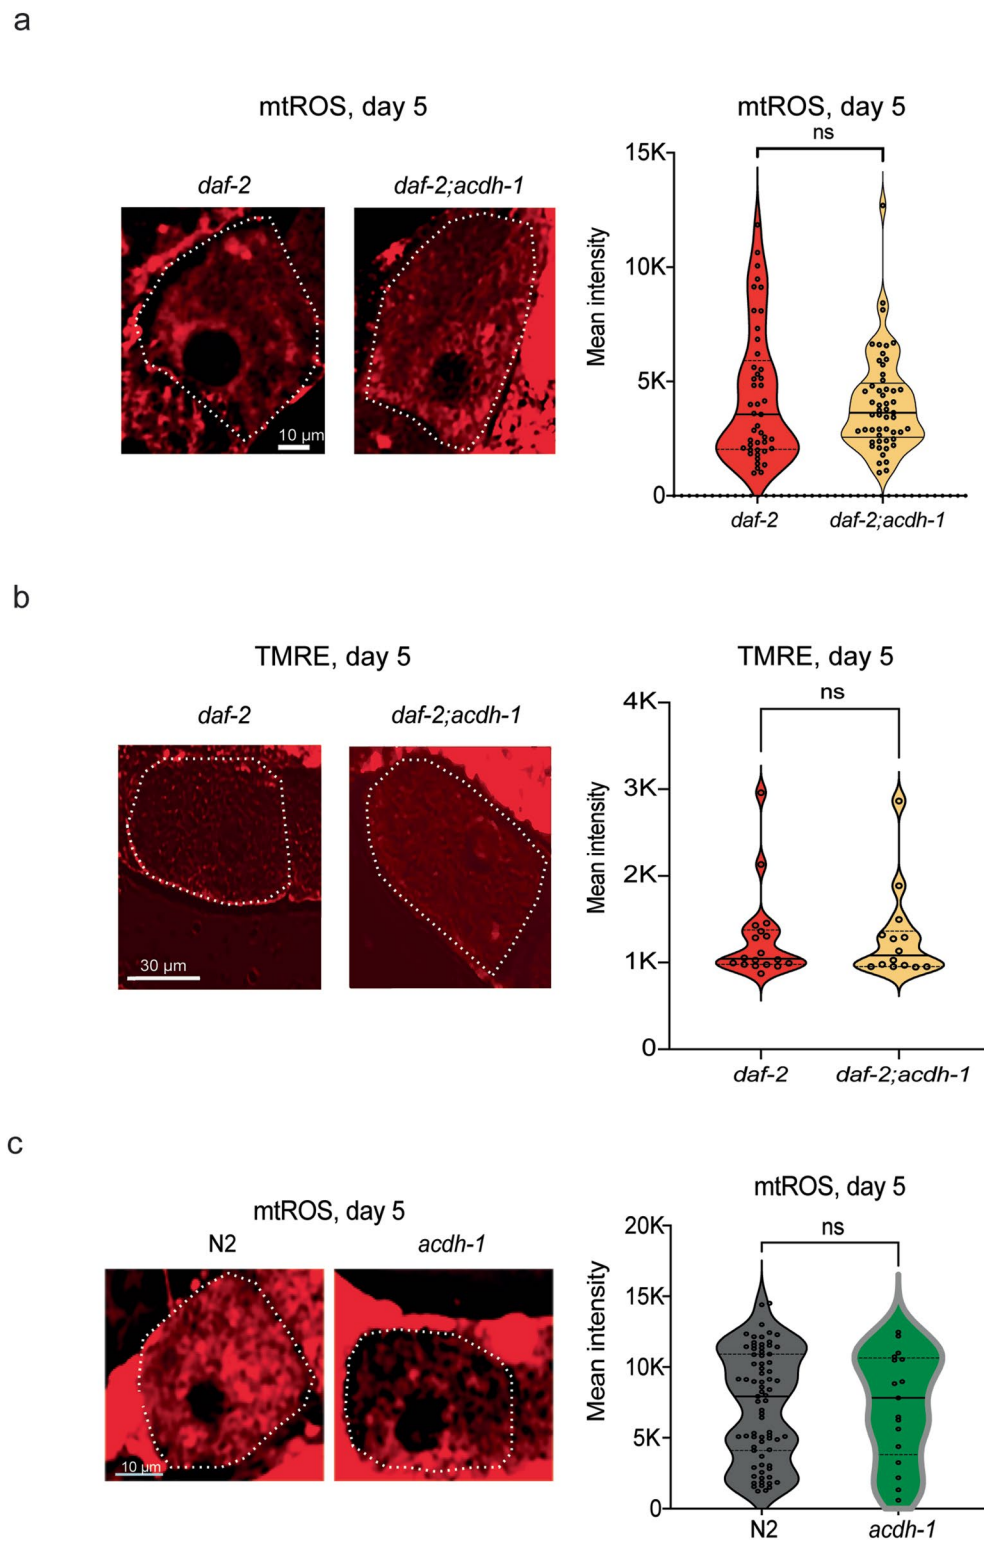 a
mtROS, day 5
daf-2
daf-2;acdh-1
10 µm
mtROS, day 5
ns
15K
10K
5K
0
Mean intensity
daf-2
daf-2;acdh-1
b
TMRE, day 5
daf-2
daf-2;acdh-1
30 µm
TMRE, day 5
ns
4K
3K
2K
1K
0
Mean intensity
daf-2
daf-2;acdh-1
c
mtROS, day 5
N2
acdh-1
10 µm
mtROS, day 5
ns
20K
15K
10K
5K
0
Mean intensity
N2
acdh-1